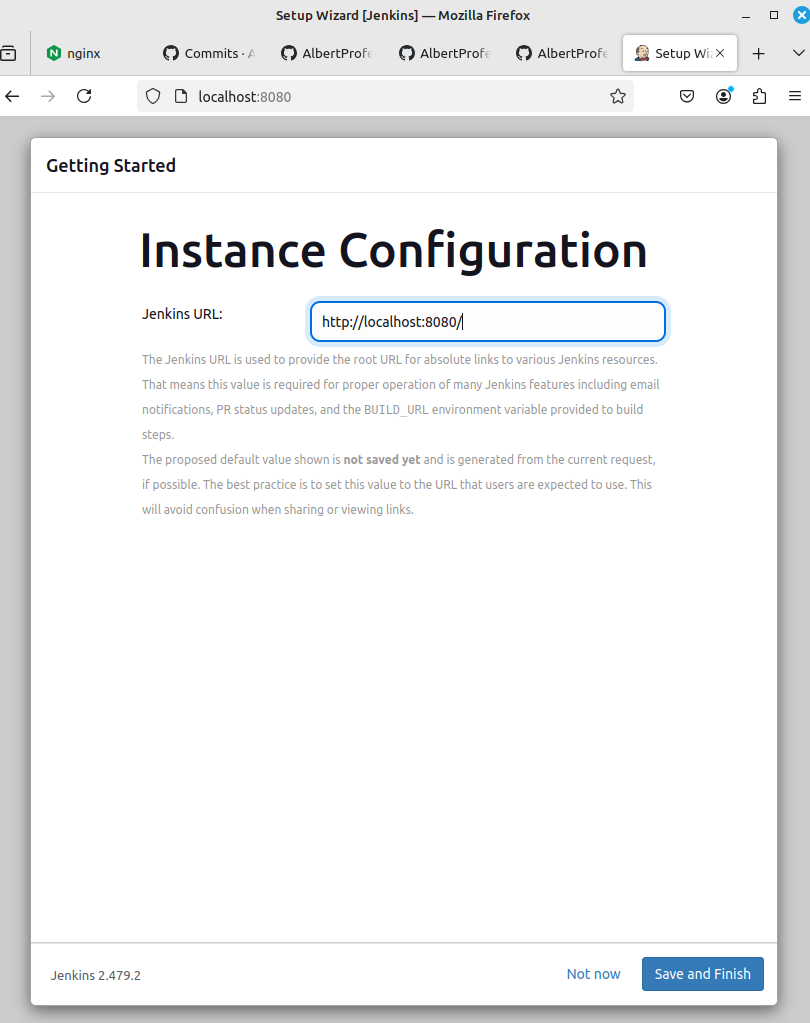 Setup Wizard [Jenkins] — Mozilla Firefox
nginx
Commits · A
AlbertProfe
AlbertProfe
AlbertProfe
Setup Wiz
localhost:8080
Getting Started
Instance Configuration
Jenkins URL:
http://localhost:8080/
The Jenkins URL is used to provide the root URL for absolute links to various Jenkins resources.
That means this value is required for proper operation of many Jenkins features including email
notifications, PR status updates, and the BUILD_URL environment variable provided to build
steps.
The proposed default value shown is not saved yet and is generated from the current request,
if possible. The best practice is to set this value to the URL that users are expected to use. This
will avoid confusion when sharing or viewing links.
Jenkins 2.479.2
Not now
Save and Finish